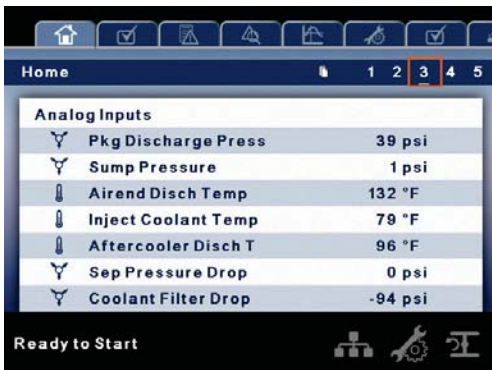 Home 1 2 3 4 5
Analog Inputs
Pkg Discharge Press 39 psi
Sump Pressure 1 psi
Airend Disch Temp 132 °F
Inject Coolant Temp 79 °F
Aftercooler Disch T 96 °F
Sep Pressure Drop 0 psi
Coolant Filter Drop -94 psi
Ready to Start